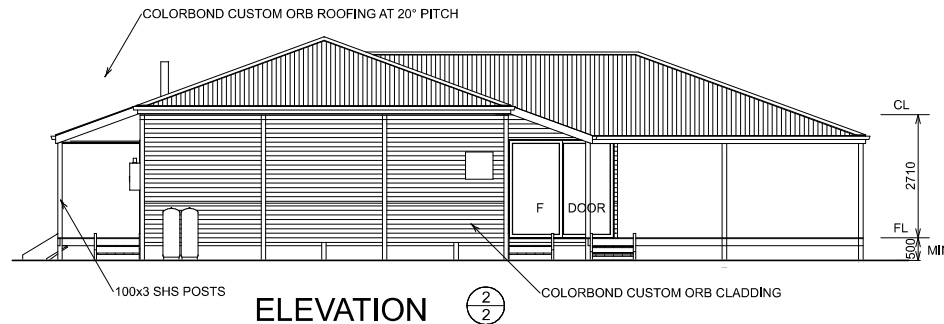 COLORBOND CUSTOM ORB ROOFING AT 20° PITCH
CL
2710
F DOOR
FL
500 MIN
100x3 SHS POSTS
COLORBOND CUSTOM ORB CLADDING
ELEVATION 2
2